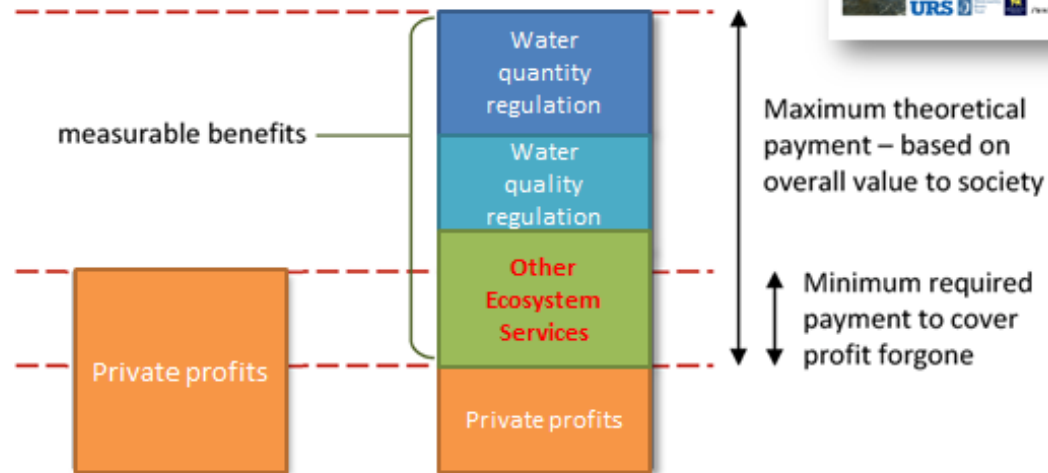 URS
Water
quantity
regulation
measurable benefits
Water
quality
regulation
Other
Ecosystem
Services
Private profits
Private profits
Maximum theoretical
payment – based on
overall value to society
Minimum required
payment to cover
profit forgone